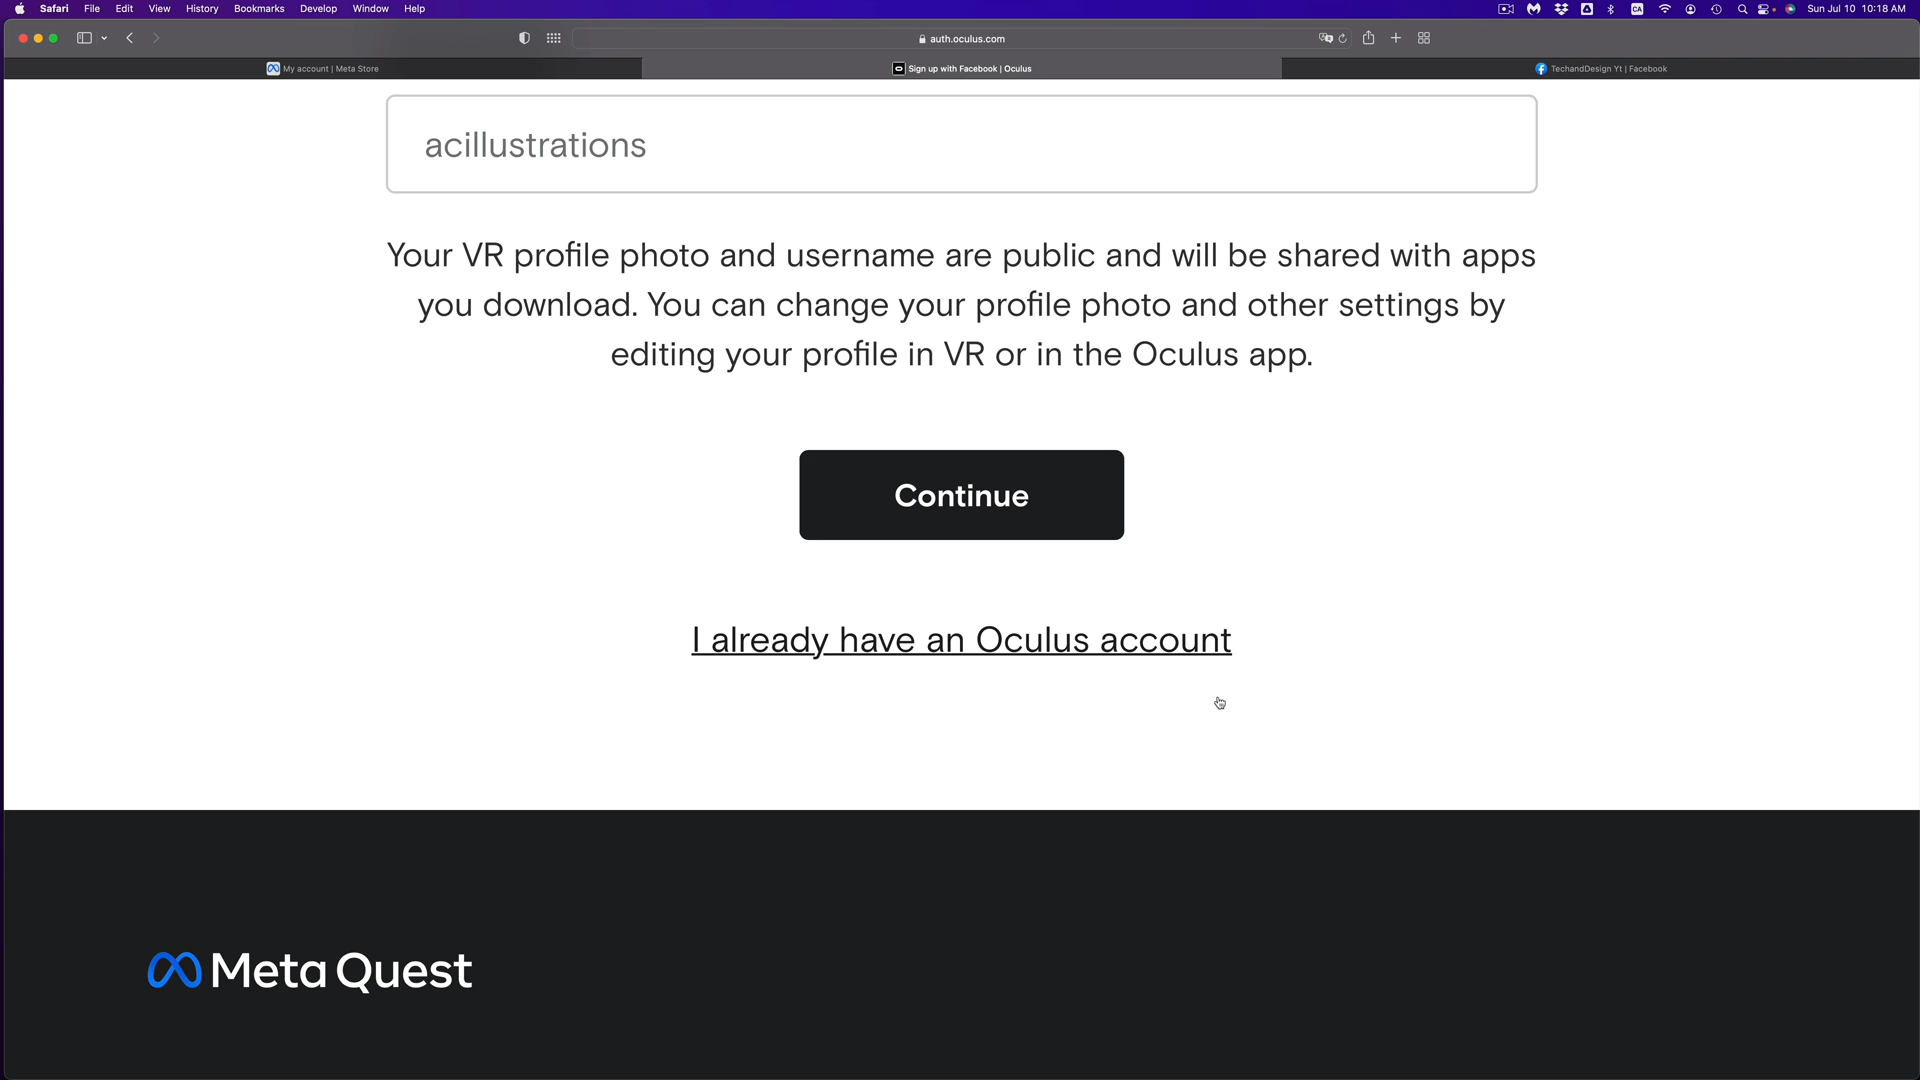 Safari File Edit View History Bookmarks Develop Window Help
CA
Sun Jul 10 10:18 AM
auth.oculus.com
My account | Meta Store
Sign up with Facebook | Oculus
TechandDesign Yt | Facebook
acillustrations
Your VR profile photo and username are public and will be shared with apps
you download. You can change your profile photo and other settings by
editing your profile in VR or in the Oculus app.
Continue
I already have an Oculus account
Meta Quest